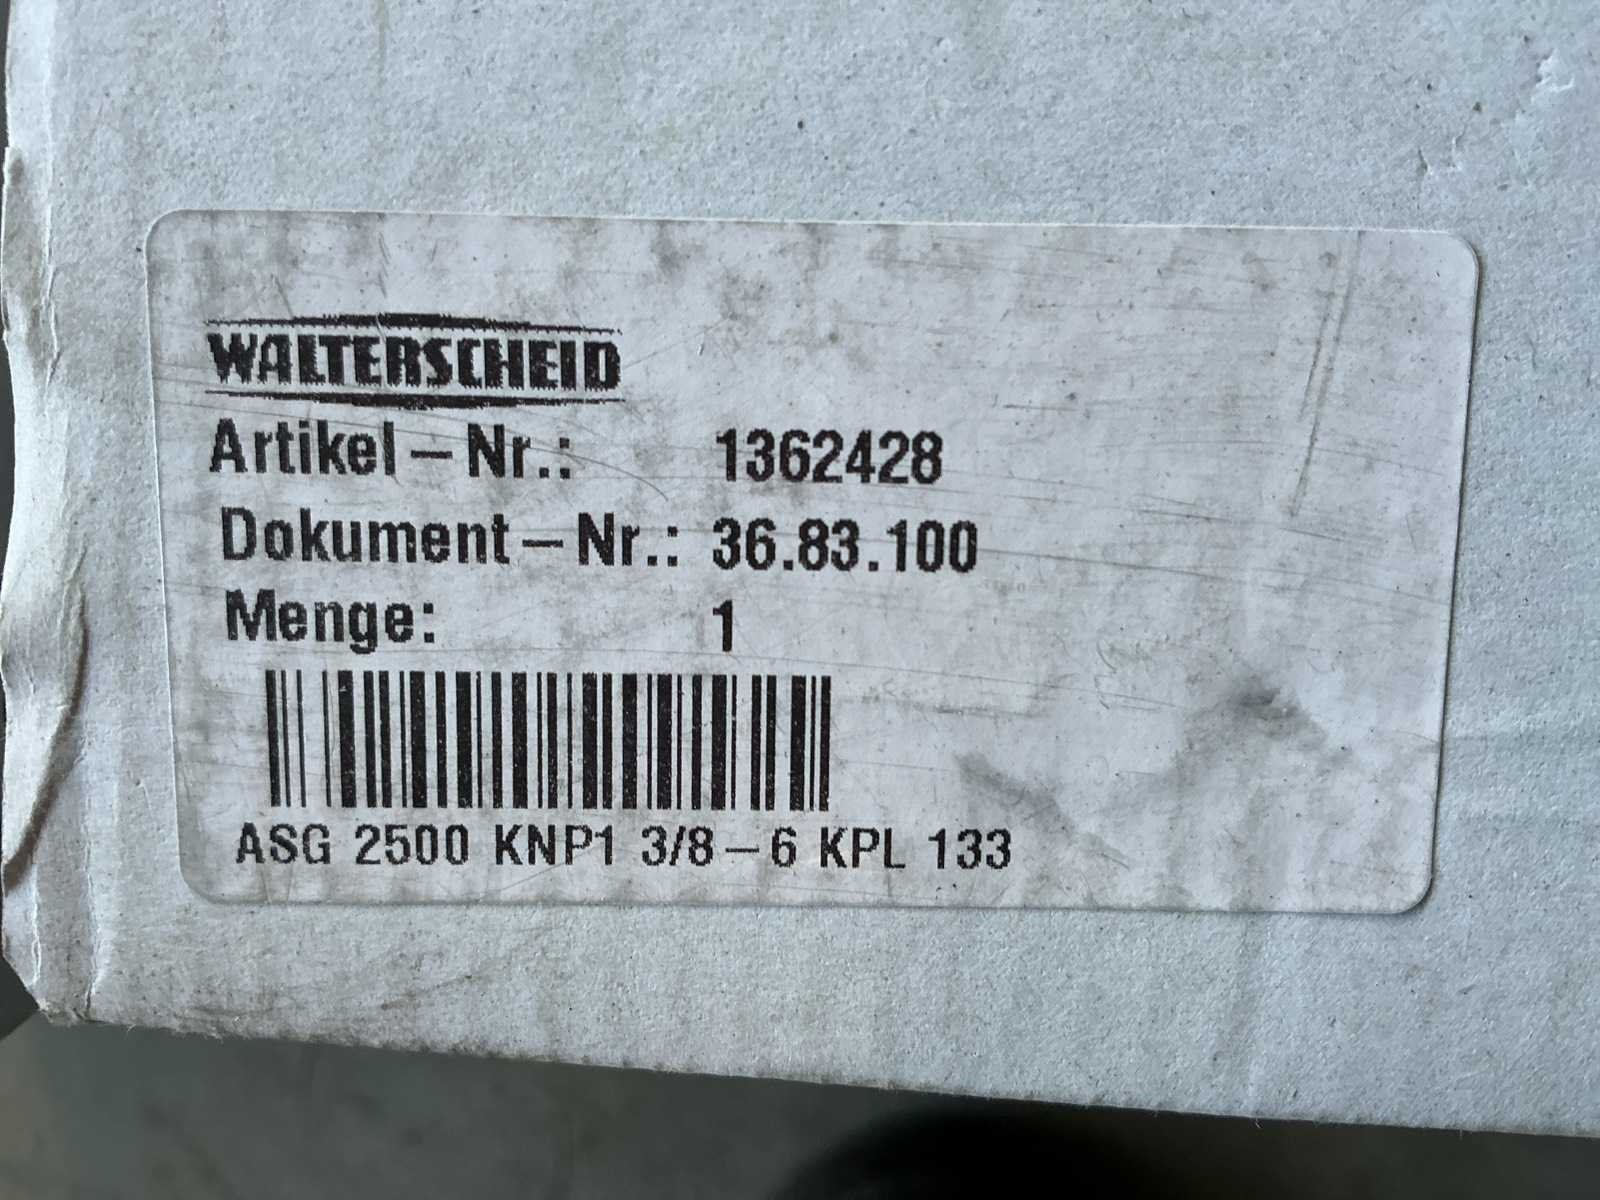 WALTERSCHEID
Artikel-Nr.: 1362428
Dokument-Nr.: 36.83.100
Menge: 1
ASG 2500 KNP1 3/8-6 KPL 133